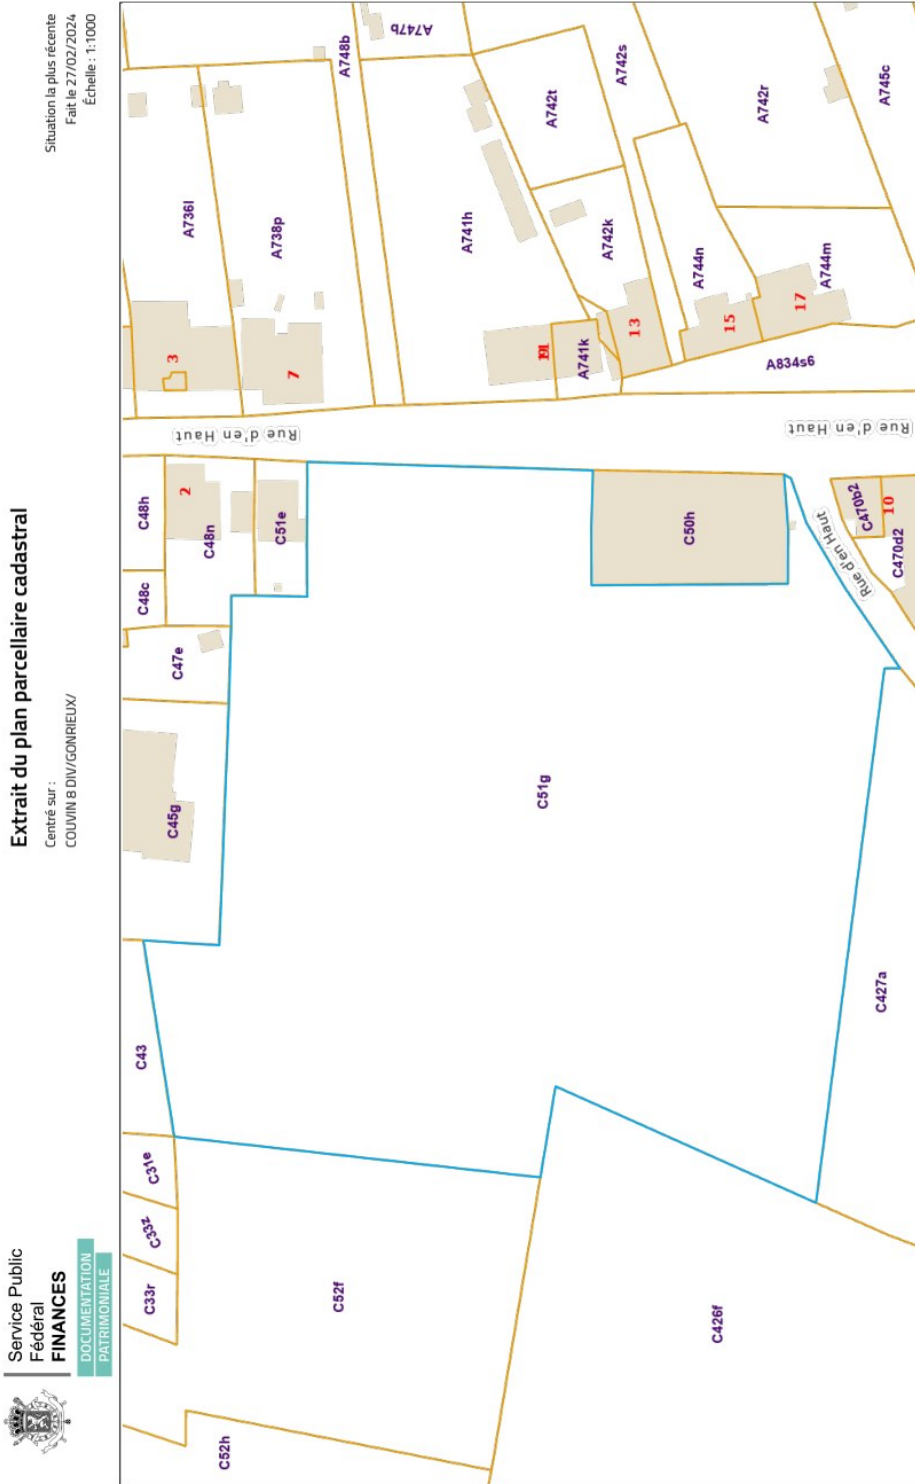 Service Public
Fédéral
FINANCES
DOCUMENTATION
PATRIMONIALE
Extrait du plan parcellaire cadastral
Centré sur :
COUVIN 8 DIV/GONRIEUX/
Situation la plus récente
Fait le 27/02/2024
Échelle : 1:1000
C33r
C33z
C31e
C43
C45g
C47e
C48c
C48h
C48n
2
C51e
Rue d'en Haut
3
A736l
7
A738p
A748b
A747b
A741h
A741k
A742t
A742s
A742k
13
A742r
A745c
A744n
15
A744m
17
A834s6
Rue d'en Haut
C50h
Rue d'en Haut
C470b2
10
C470d2
C51g
C427a
C52h
C52f
C426f